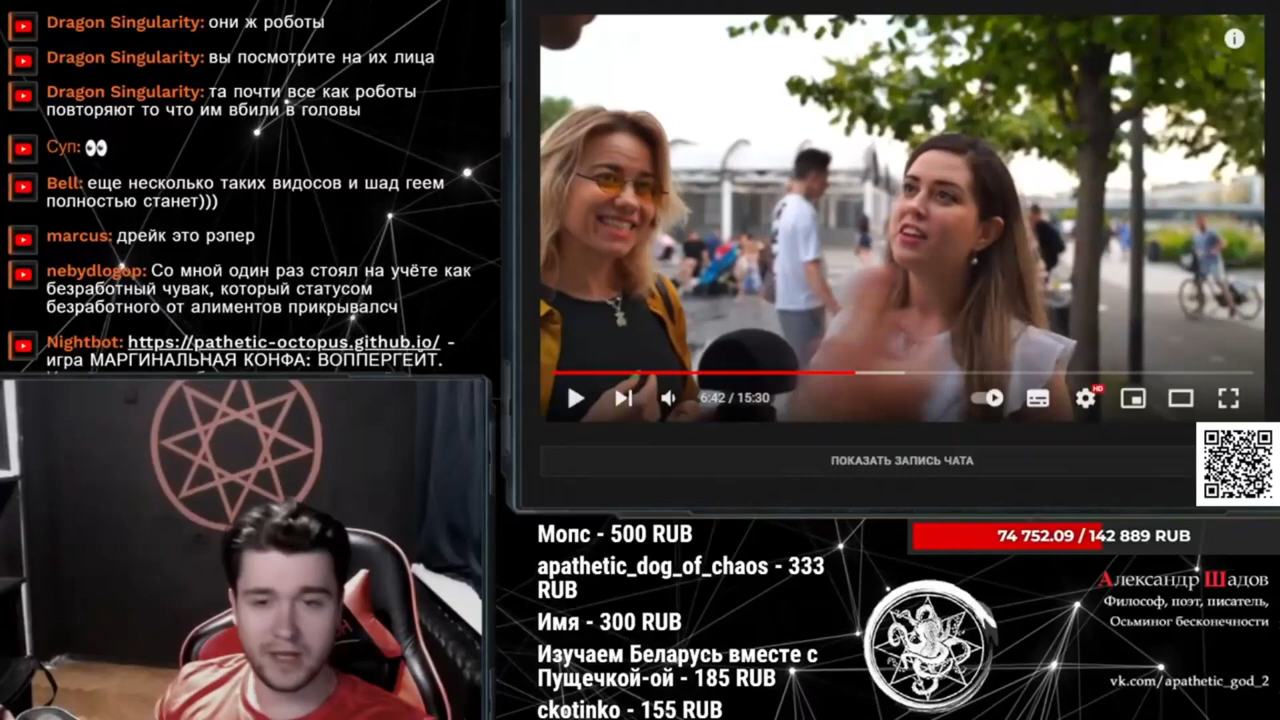 Dragon Singularity: они ж роботы
Dragon Singularity: вы посмотрите на их лица
Dragon Singularity: та почти все как роботы
повторяют то что им вбили в головы
Суп: 👀
Bell: еще несколько таких видосов и шад геем
полностью станет)))
marcus: дрейк это рэпер
nebydlogop: Со мной один раз стоял на учёте как
безработный чувак, который статусом
безработного от алиментов прикрывалсч
Nightbot: https://pathetic-octopus.github.io/ -
игра МАРГИНАЛЬНАЯ КОНФА: ВОППЕРГЕЙТ.
6:42 / 15:30
HD
ПОКАЗАТЬ ЗАПИСЬ ЧАТА
Мопс - 500 RUB
apathetic_dog_of_chaos - 333
RUB
Имя - 300 RUB
Изучаем Беларусь вместе с
Пущечкой-ой - 185 RUB
ckotinko - 155 RUB
74 752.09 / 142 889 RUB
Александр Шадов
Философ, поэт, писатель,
Осьминог бесконечности
vk.com/apathetic_god_2